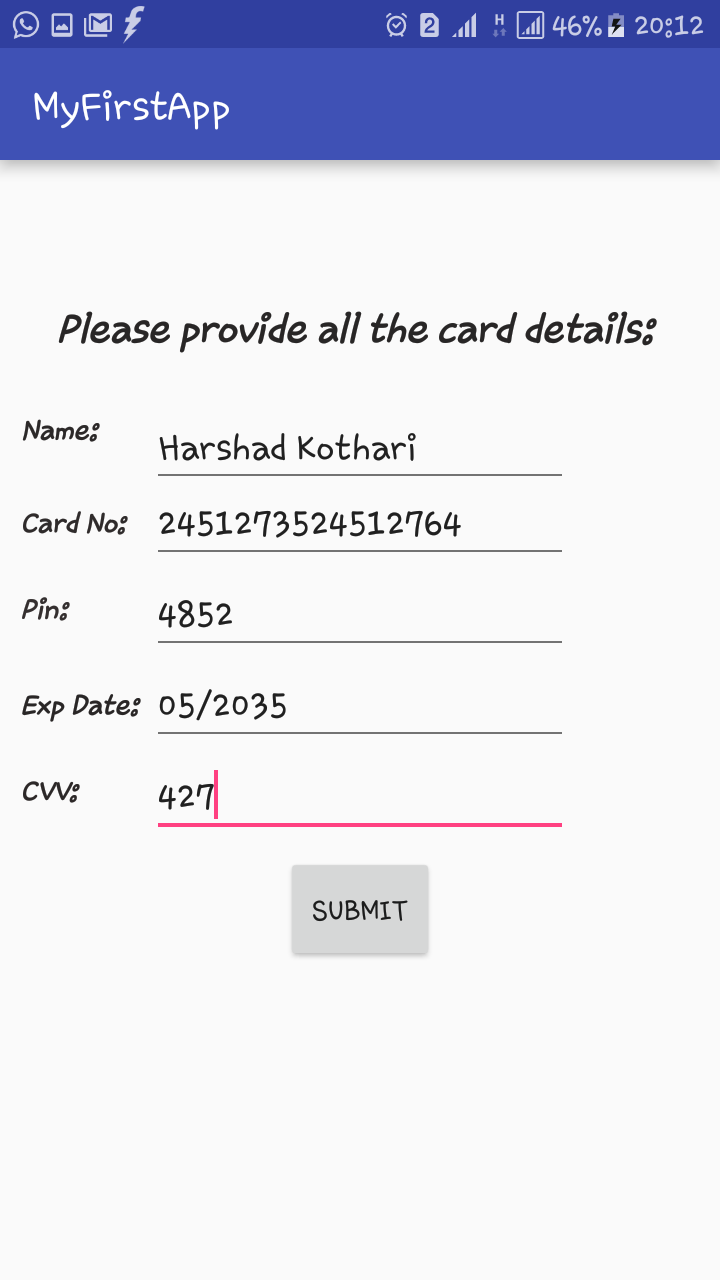 2 H 46% 20:12
MyFirstApp
Please provide all the card details:
Name: Harshad Kothari
Card No: 2451273524512764
Pin: 4852
Exp Date: 05/2035
CVV: 427
SUBMIT